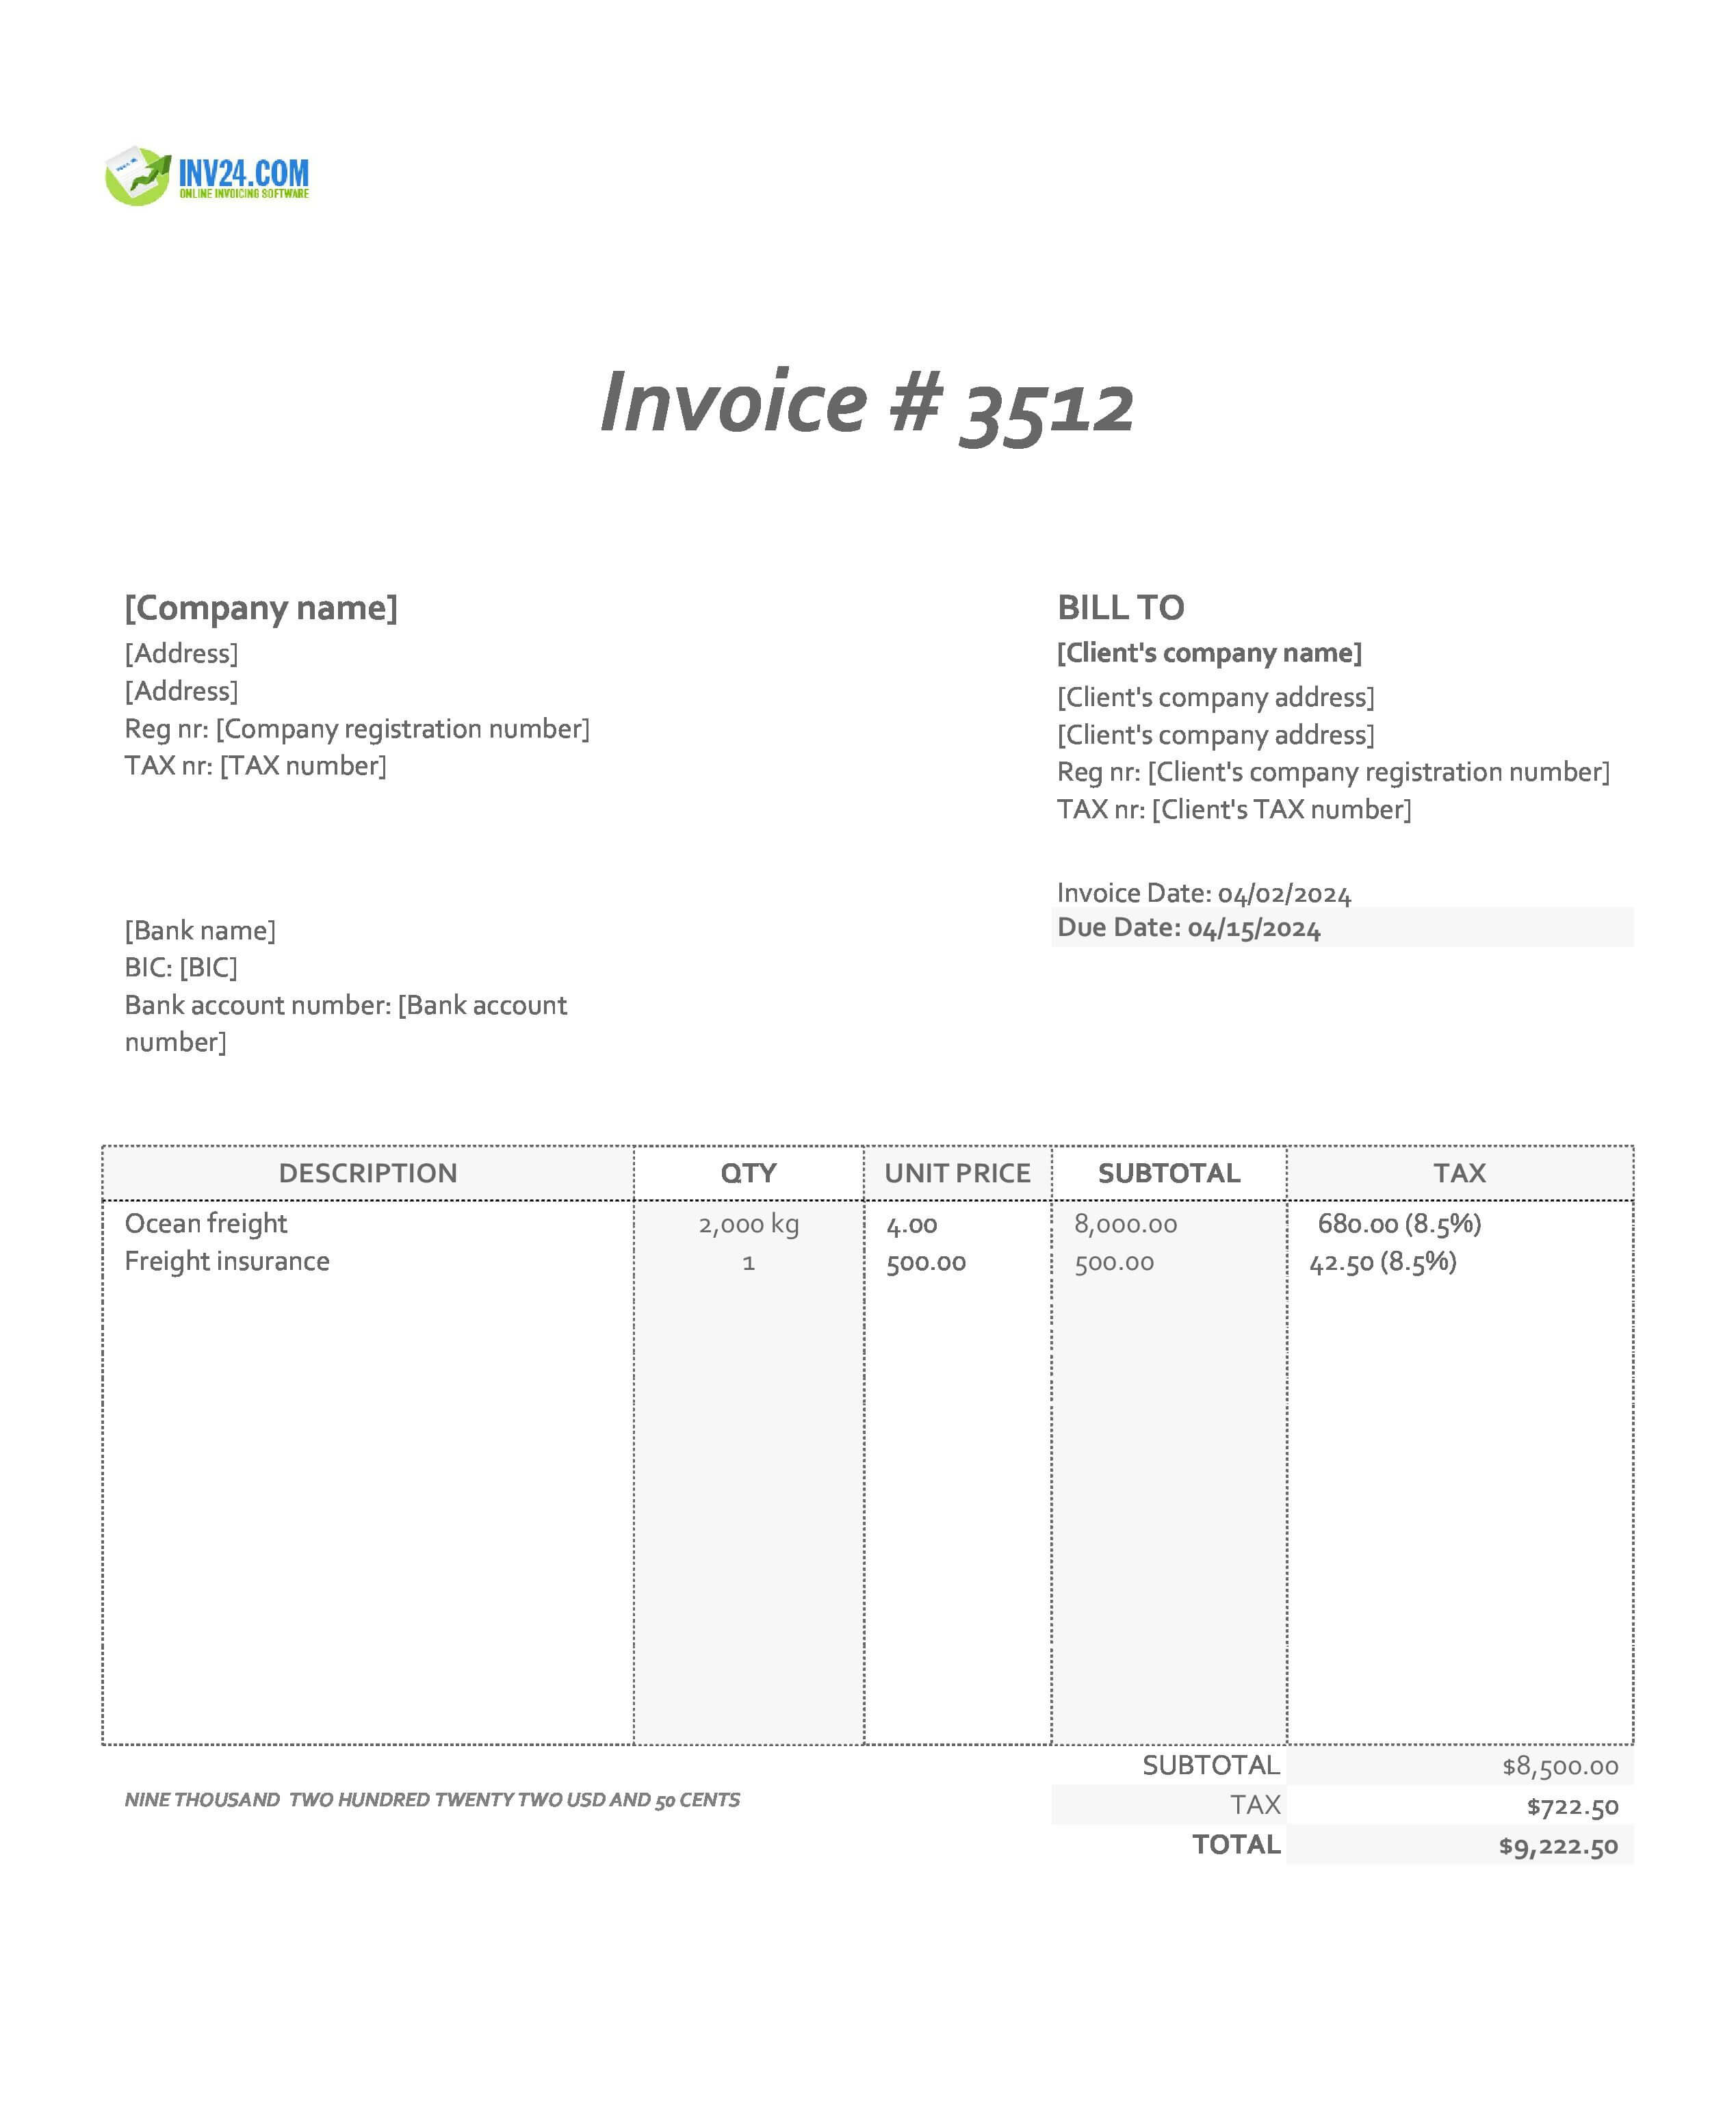 INV24.COM
ONLINE INVOICING SOFTWARE
Invoice # 3512
[Company name]
[Address]
[Address]
Reg nr: [Company registration number]
TAX nr: [TAX number]
BILL TO
[Client's company name]
[Client's company address]
[Client's company address]
Reg nr: [Client's company registration number]
TAX nr: [Client's TAX number]
Invoice Date: 04/02/2024
Due Date: 04/15/2024
[Bank name]
BIC: [BIC]
Bank account number: [Bank account
number]
DESCRIPTION QTY UNIT PRICE SUBTOTAL TAX
Ocean freight 2,000 kg 4.00 8,000.00 680.00 (8.5%)
Freight insurance 1 500.00 500.00 42.50 (8.5%)
SUBTOTAL $8,500.00
NINE THOUSAND  TWO HUNDRED TWENTY TWO USD AND 50 CENTS
TAX $722.50
TOTAL $9,222.50